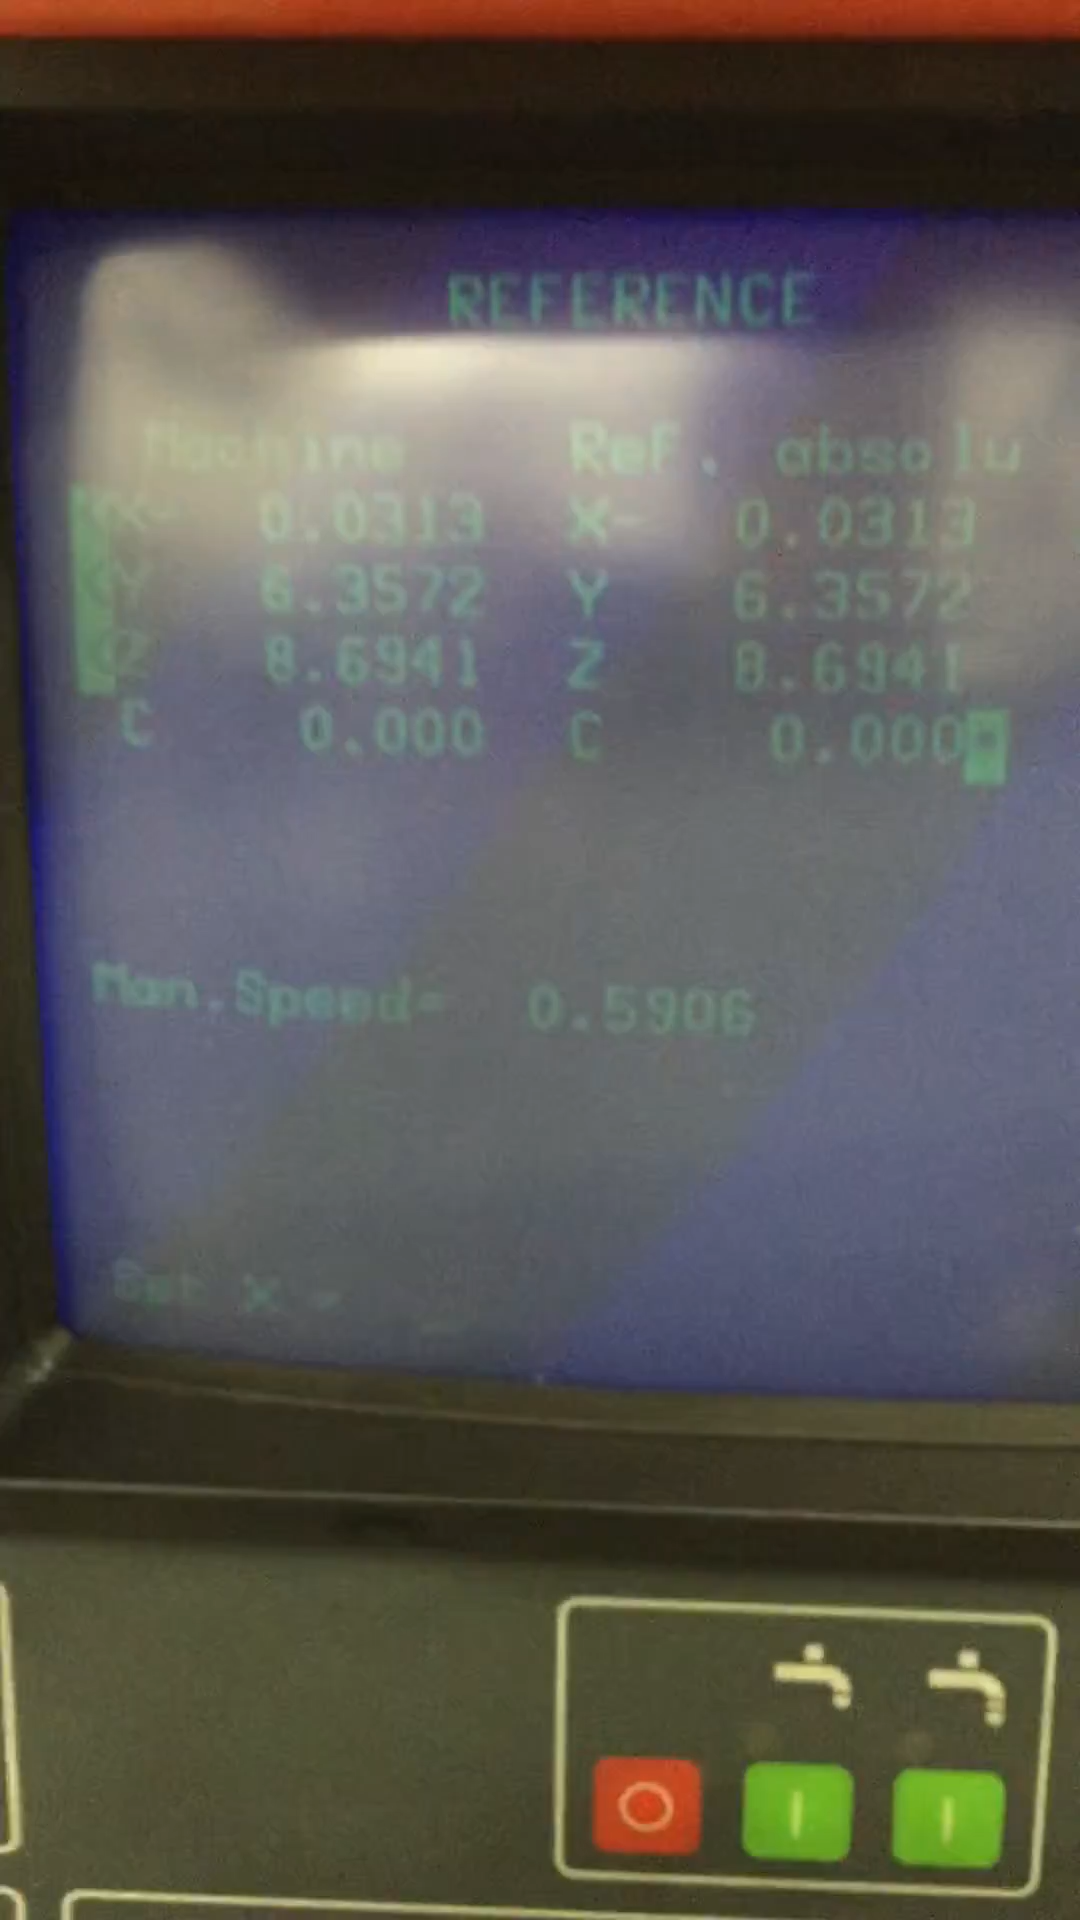 REFERENCE
Machine Ref. absolu
X- 0.0313 X- 0.0313
Y 6.3572 Y 6.3572
Z 8.6941 Z 8.6941
C 0.000 C 0.000
Man.Speed= 0.5906
Set X =